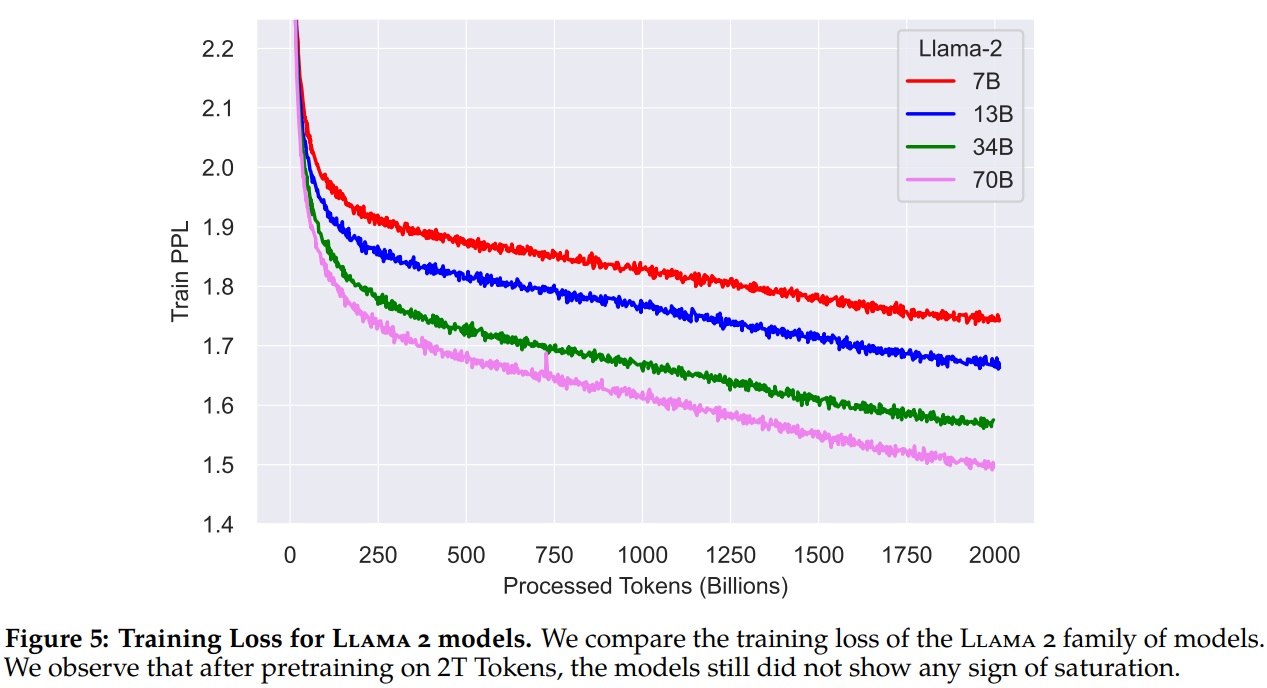 2.2
2.1
2.0
1.9
1.8
1.7
1.6
1.5
1.4
Train PPL
Llama-2
7B
13B
34B
70B
0 250 500 750 1000 1250 1500 1750 2000
Processed Tokens (Billions)
Figure 5: Training Loss for Llama 2 models. We compare the training loss of the Llama 2 family of models.
We observe that after pretraining on 2T Tokens, the models still did not show any sign of saturation.